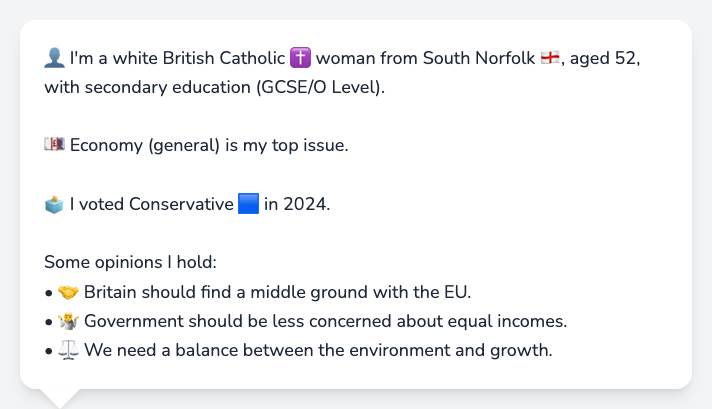 👤 I'm a white British Catholic ✝️ woman from South Norfolk 🏴󠁧󠁢󠁥󠁮󠁧󠁿, aged 52,
with secondary education (GCSE/O Level).
💷 Economy (general) is my top issue.
🗳️ I voted Conservative 🟦 in 2024.
Some opinions I hold:
• 🤝 Britain should find a middle ground with the EU.
• 🤷 Government should be less concerned about equal incomes.
• ⚖️ We need a balance between the environment and growth.